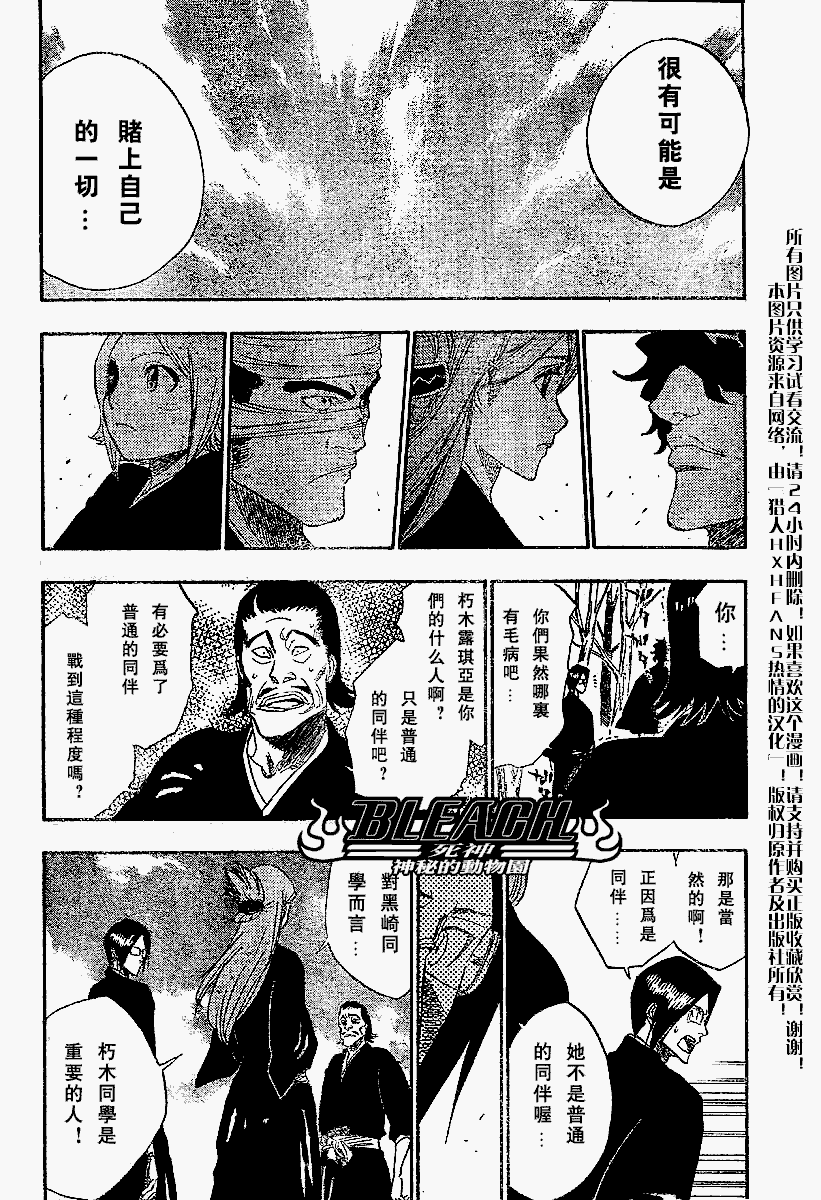 很有可能是
賭上自己
的一切…
你…
你們果然哪裏
有毛病吧…
朽木露琪亞是你
們的什么人啊?
只是普通
的同伴吧?
有必要爲了
普通的同伴
戰到這種程度嗎?
BLEACH
死神
神秘的動物園
那是當
然的啊!
正因爲是
同伴……
她不是普通
的同伴喔…
對黑崎同
學而言…
朽木同學是
重要的人!
所有图片只供学习试看交流!请24小时内删除!如果喜欢这个漫画!请支持并购买正版收藏欣赏!谢谢!
本图片资源来自网络,由「猎人HXHFANS热情的汉化」!版权归原作者及出版社所有!